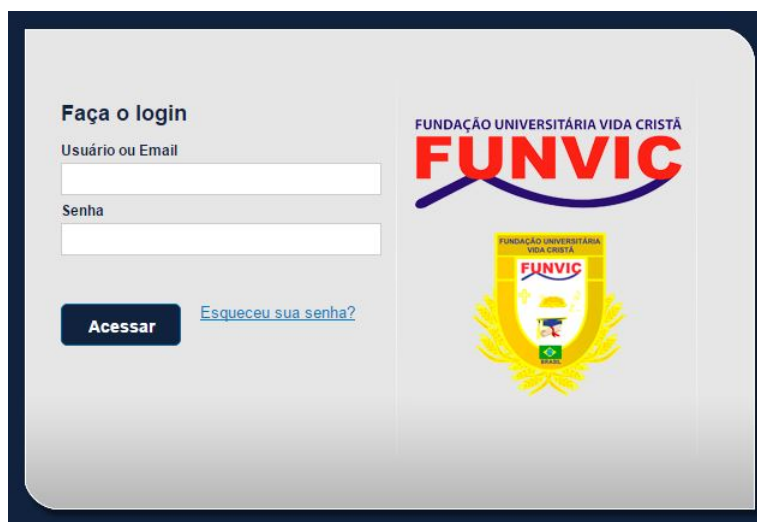 Faça o login
Usuário ou Email
Senha
Acessar
Esqueceu sua senha?
FUNDAÇÃO UNIVERSITÁRIA VIDA CRISTÃ
FUNVIC
FUNDAÇÃO UNIVERSITÁRIA
VIDA CRISTÃ
FUNVIC
BRASIL